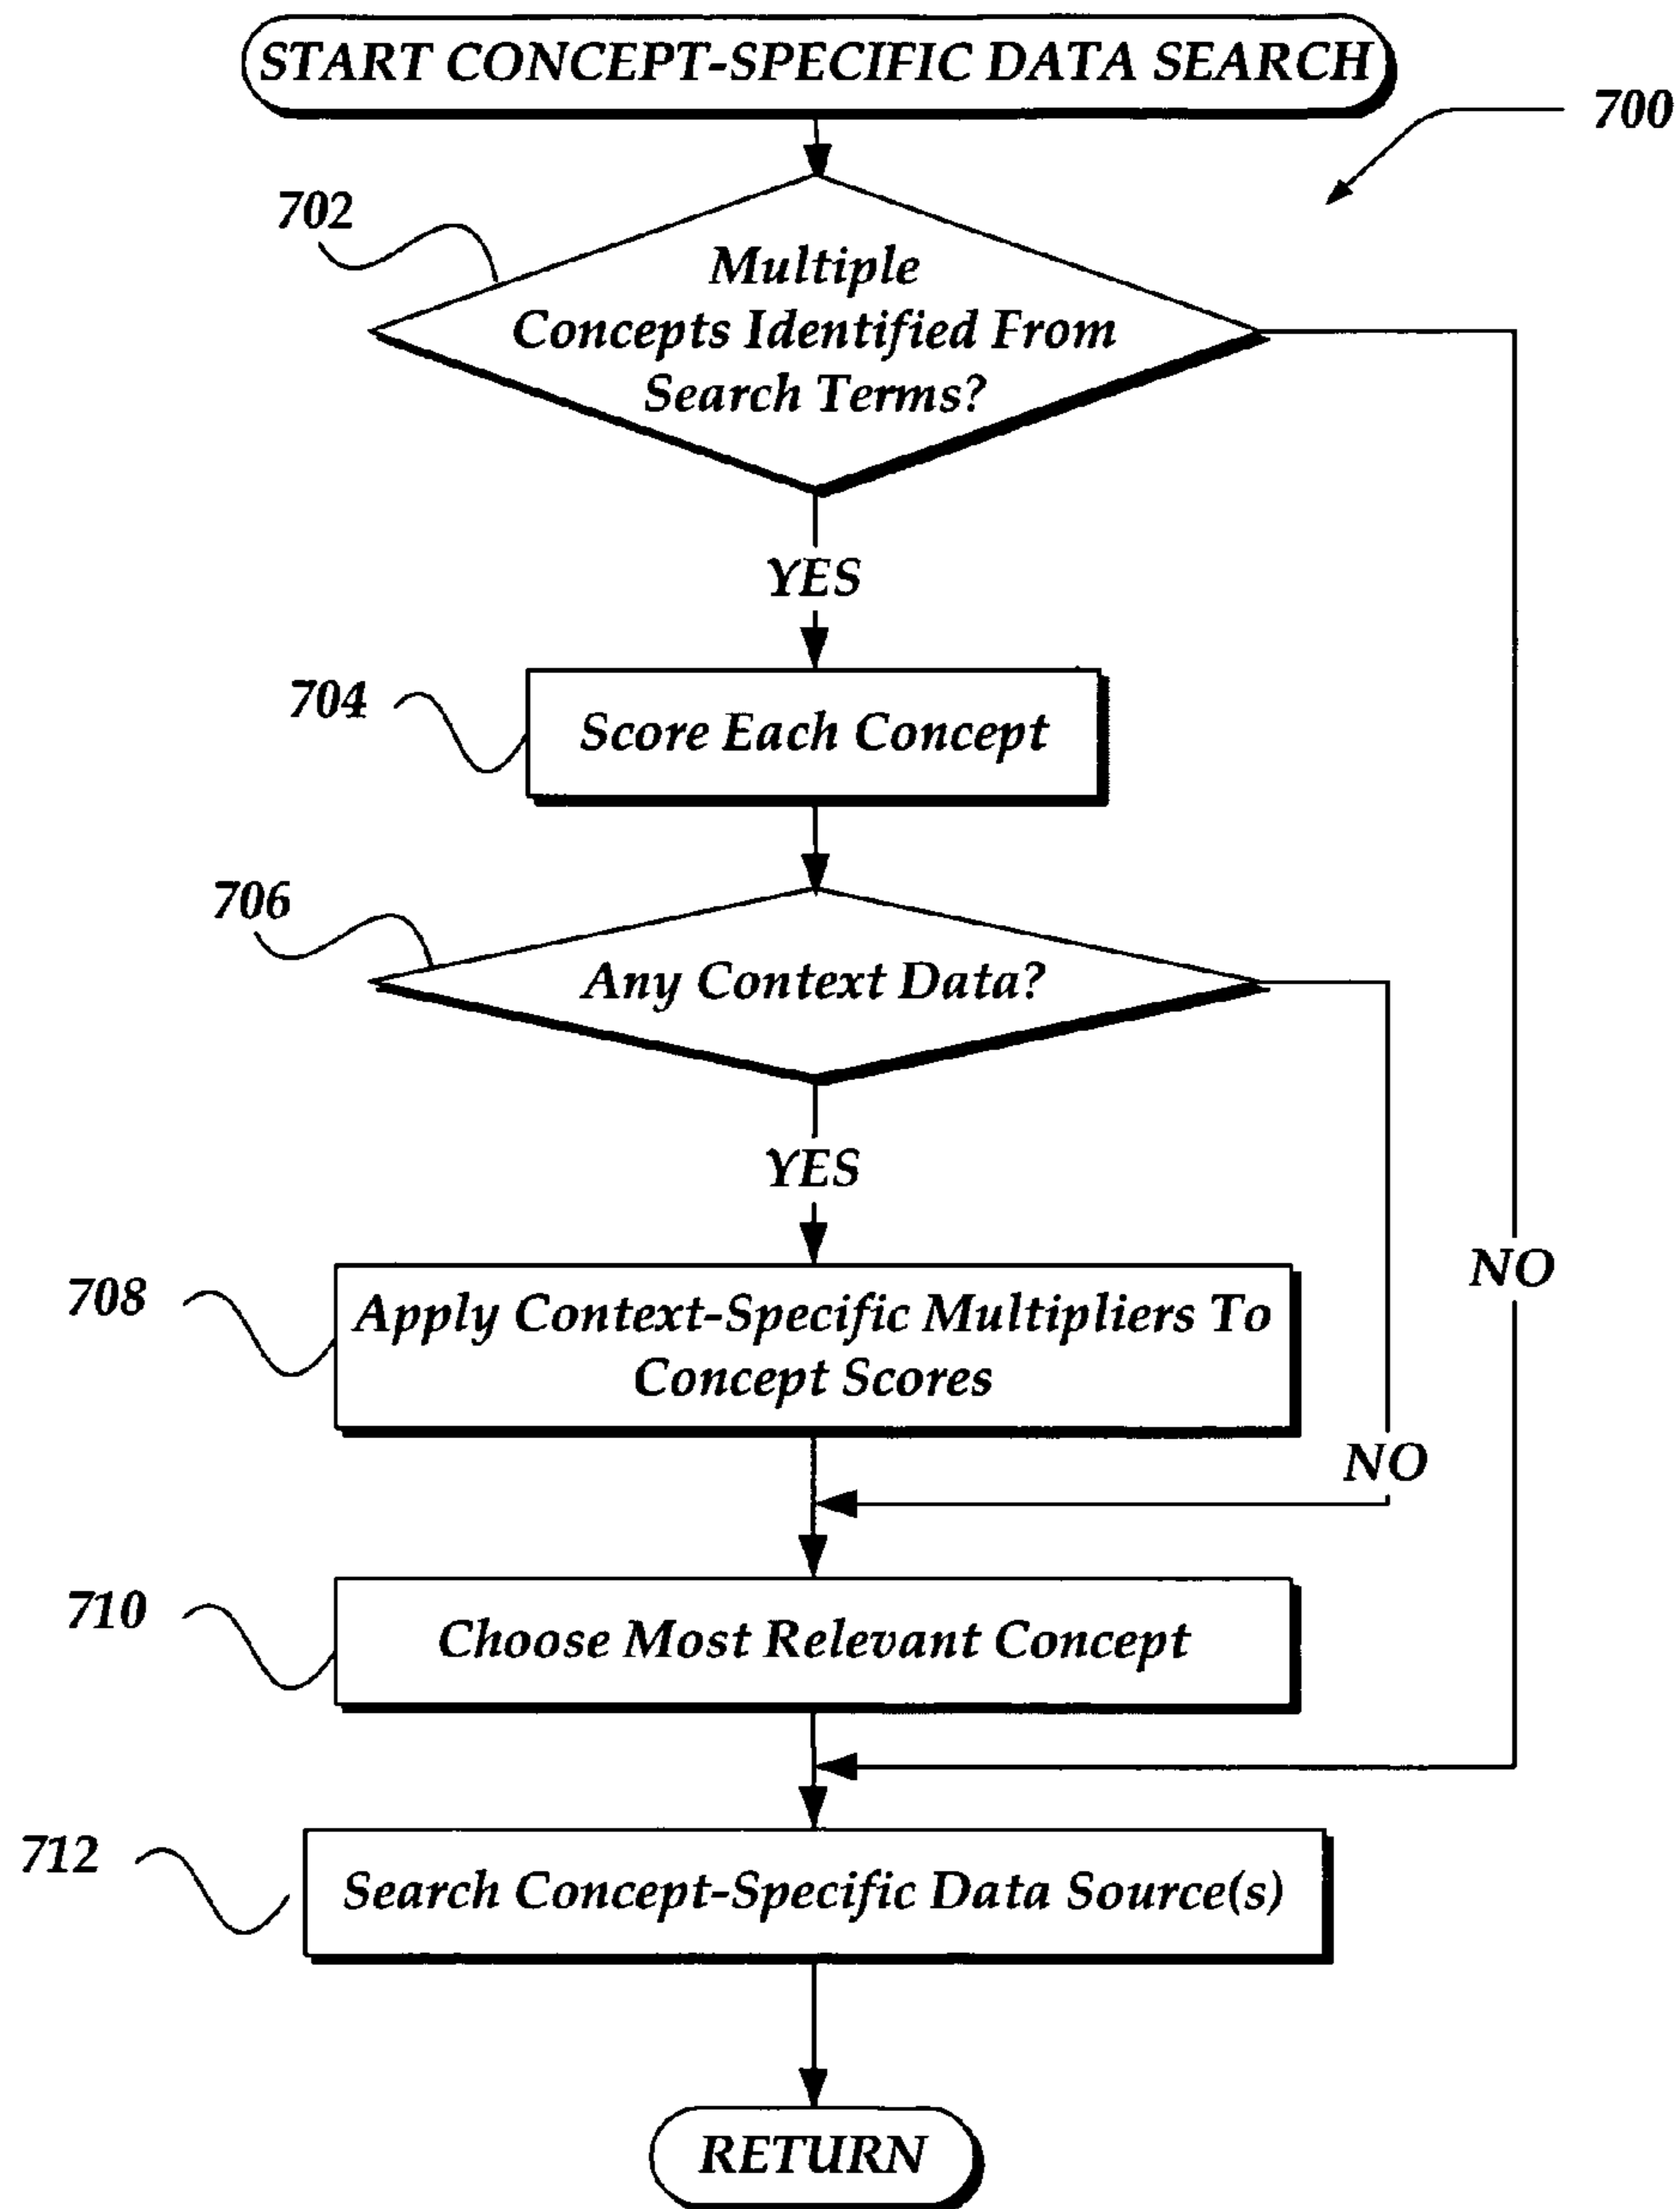 START CONCEPT-SPECIFIC DATA SEARCH
700
702
Multiple
Concepts Identified From
Search Terms?
YES
704
Score Each Concept
706
Any Context Data?
YES
708
Apply Context-Specific Multipliers To
Concept Scores
NO
NO
710
Choose Most Relevant Concept
712
Search Concept-Specific Data Source(s)
RETURN